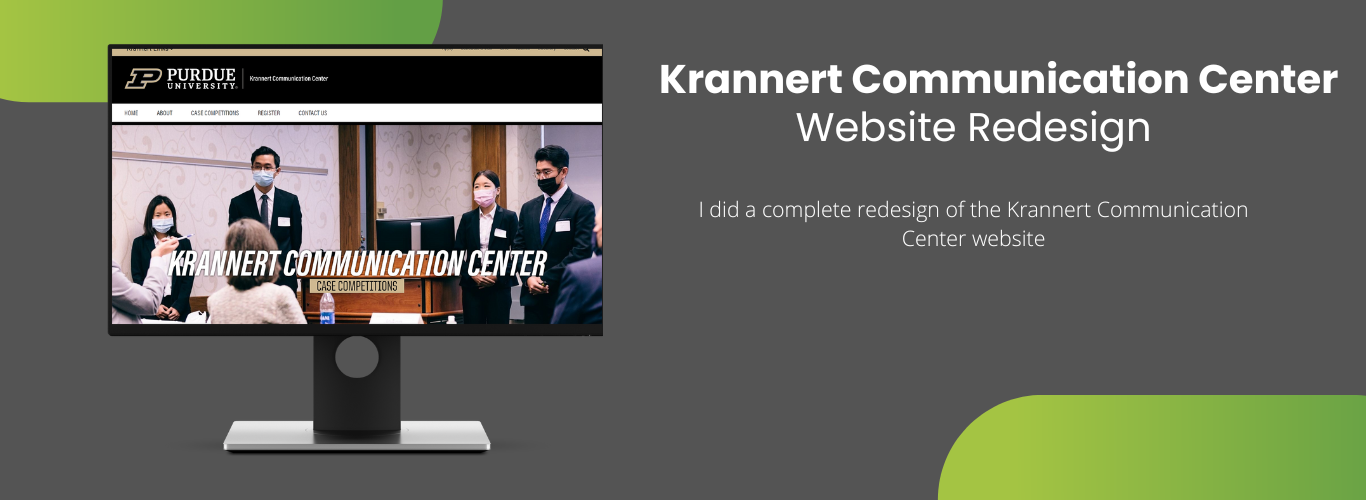 PURDUE
UNIVERSITY
Krannert Communication Center
HOME ABOUT CASE COMPETITIONS REGISTER CONTACT US
KRANNERT COMMUNICATION CENTER
CASE COMPETITIONS
Krannert Communication Center
Website Redesign
I did a complete redesign of the Krannert Communication
Center website